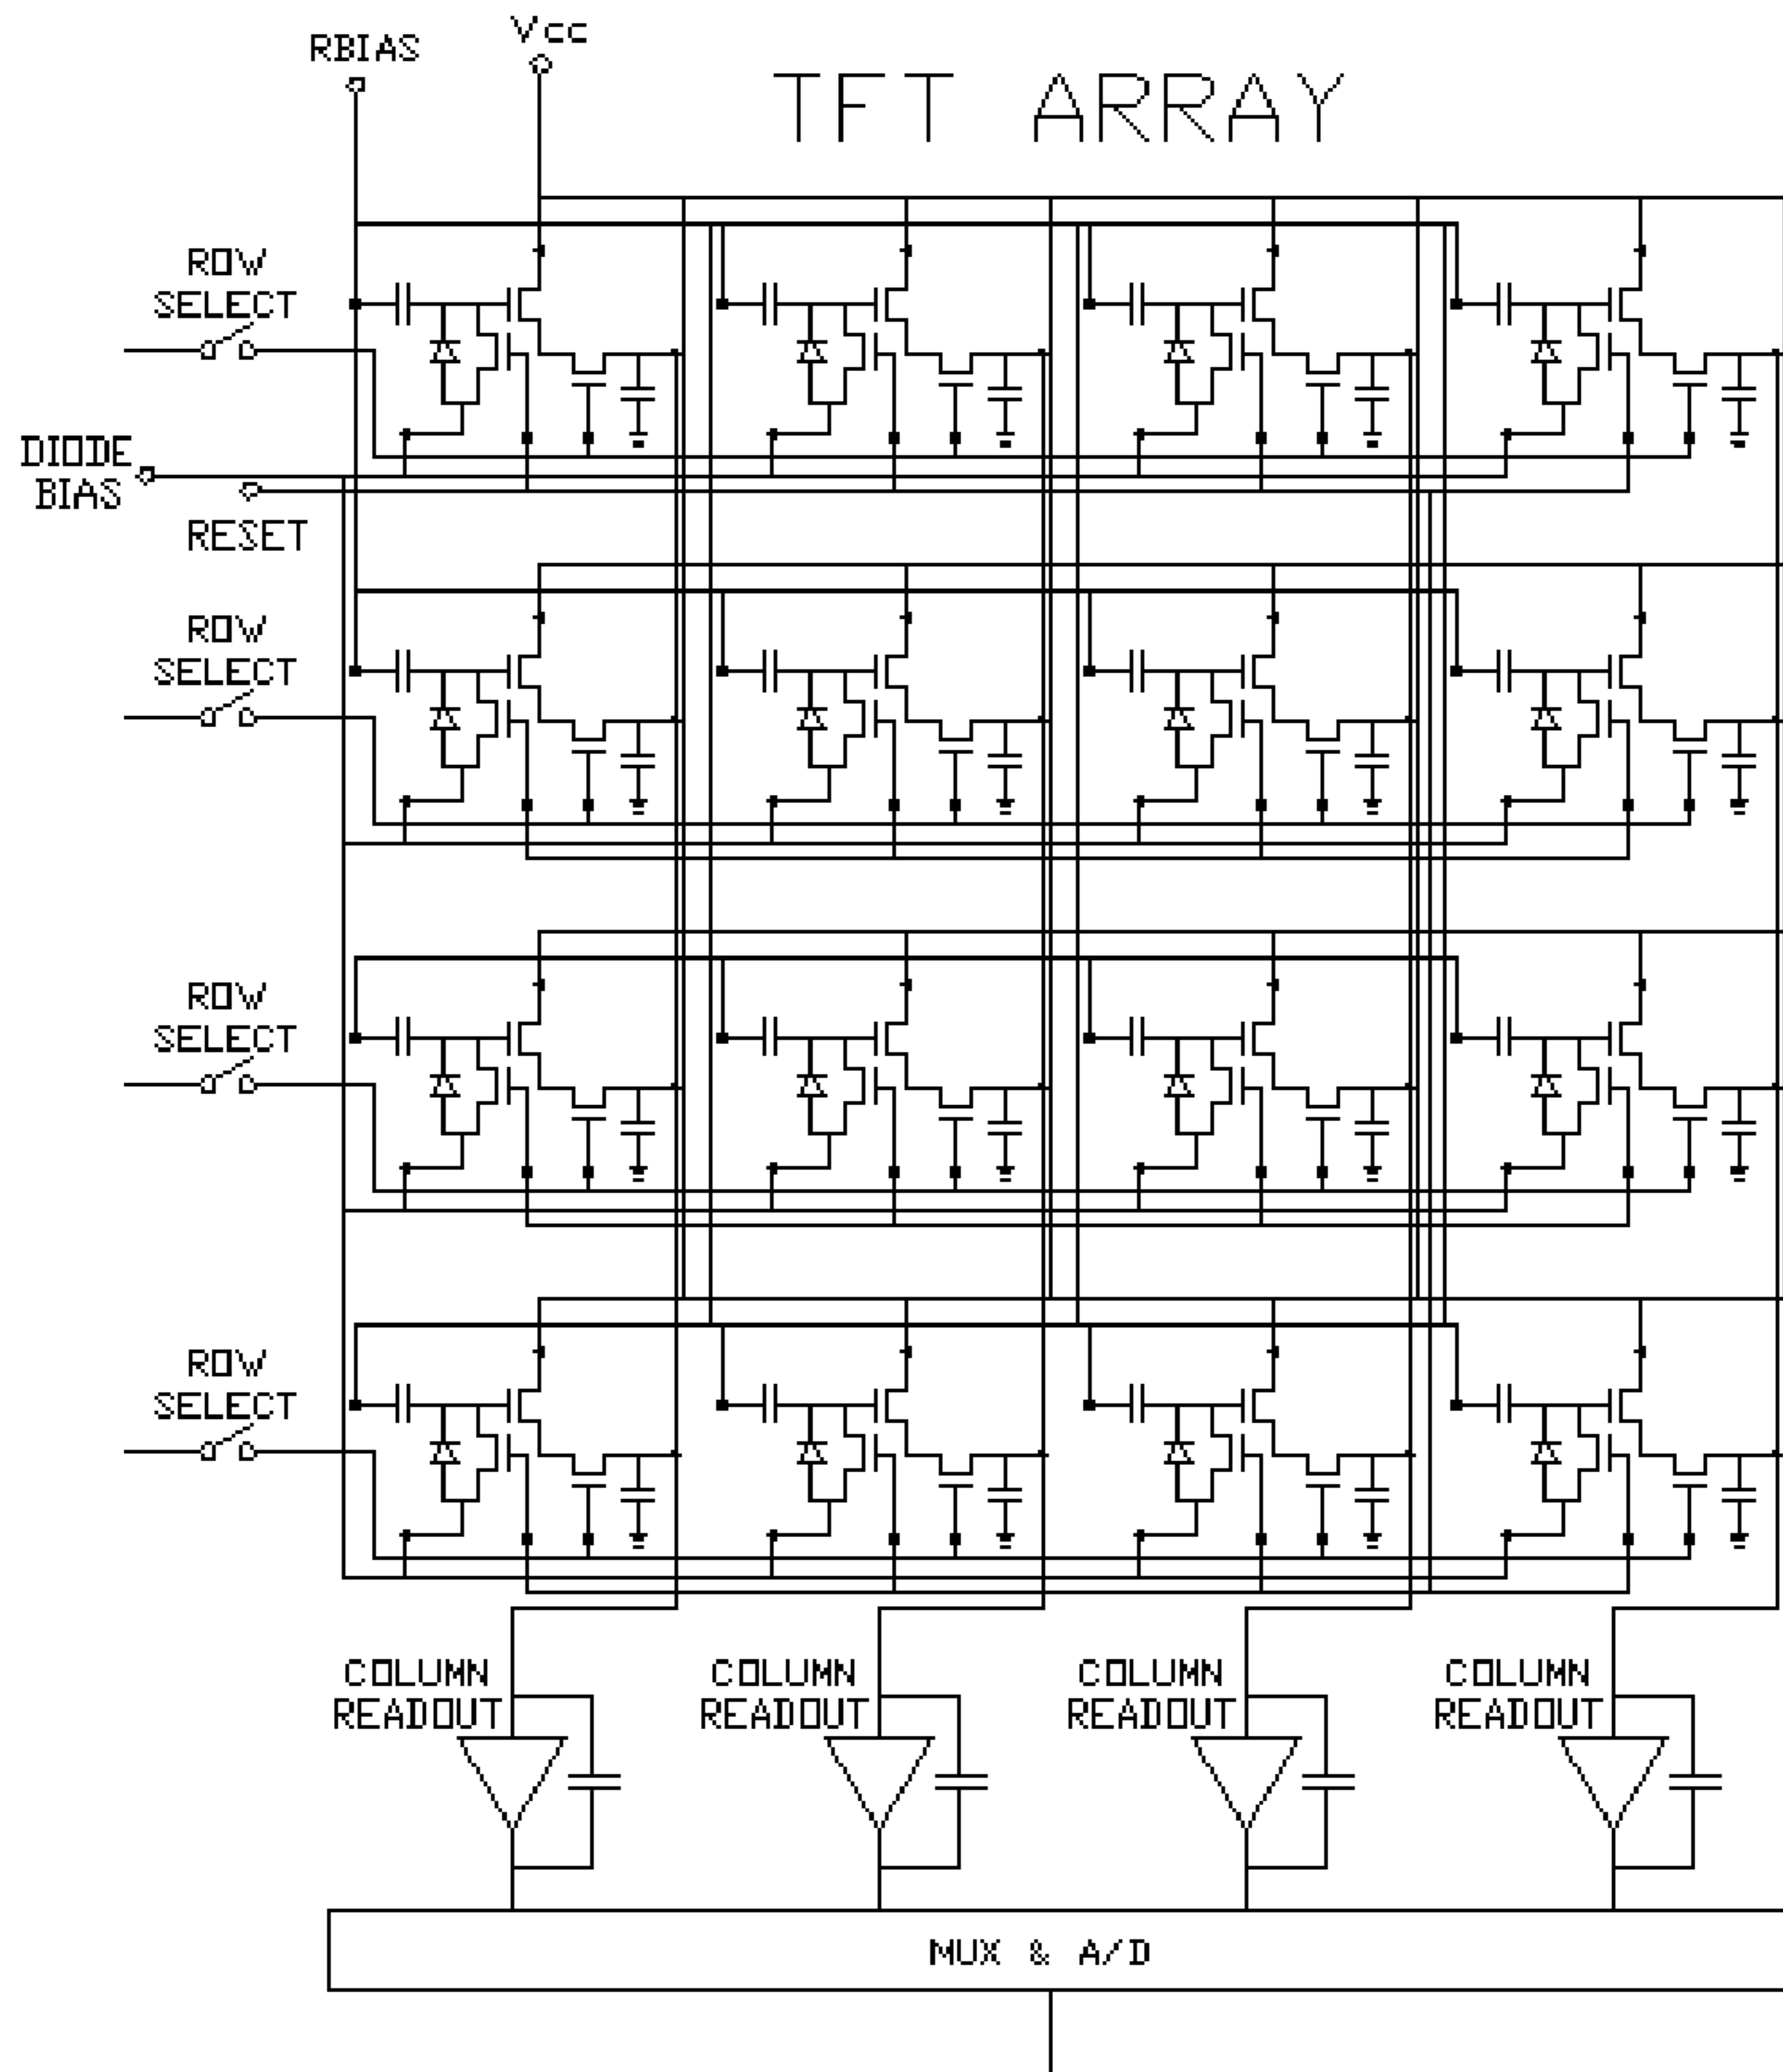 RBIAS
Vcc
TFT ARRAY
ROW
SELECT
DIODE
BIAS
RESET
ROW
SELECT
ROW
SELECT
ROW
SELECT
COLUMN
READOUT
COLUMN
READOUT
COLUMN
READOUT
COLUMN
READOUT
MUX & A/D